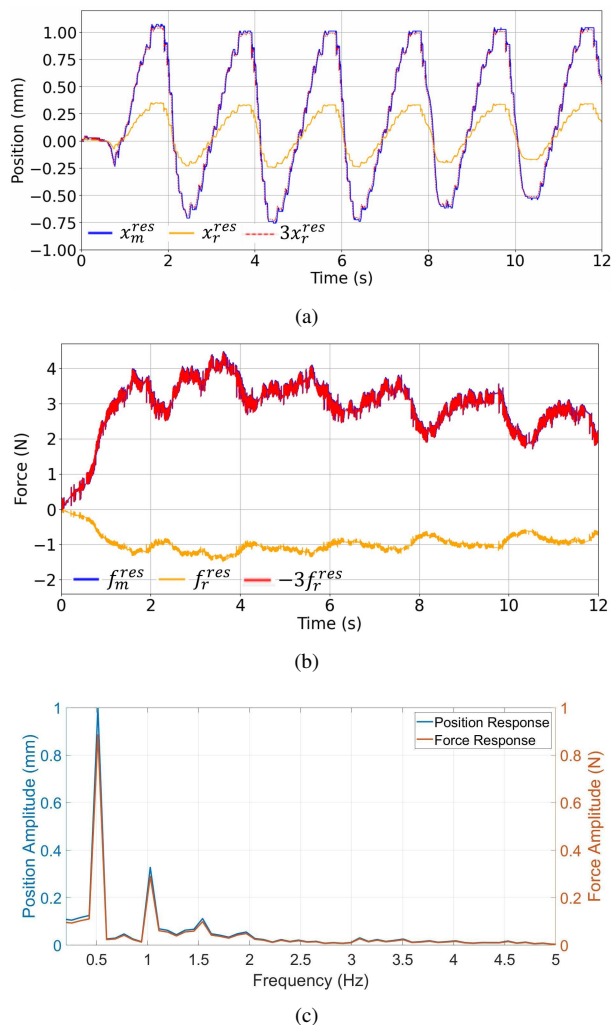 1.00
0.75
0.50
0.25
0.00
−0.25
−0.50
−0.75
−1.00
Position (mm)
x_m^res x_r^res 3x_r^res
0 2 4 6 8 10 12
Time (s)
(a)
4
3
2
1
0
−1
−2
Force (N)
f_m^res f_r^res −3f_r^res
0 2 4 6 8 10 12
Time (s)
(b)
1
0.8
0.6
0.4
0.2
0
Position Amplitude (mm)
Position Response
Force Response
1
0.8
0.6
0.4
0.2
0
Force Amplitude (N)
0.5 1 1.5 2 2.5 3 3.5 4 4.5 5
Frequency (Hz)
(c)